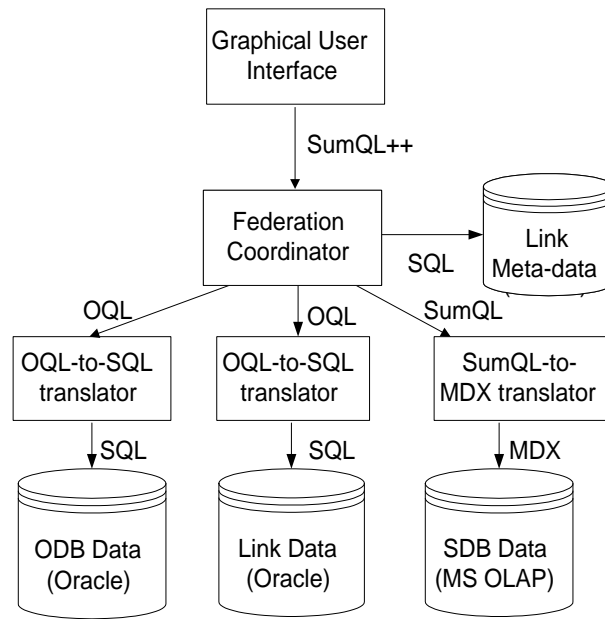 Graphical User
Interface
SumQL++
Federation
Coordinator
SQL
Link
Meta-data
OQL
OQL
SumQL
OQL-to-SQL
translator
OQL-to-SQL
translator
SumQL-to-
MDX translator
SQL
SQL
MDX
ODB Data
(Oracle)
Link Data
(Oracle)
SDB Data
(MS OLAP)